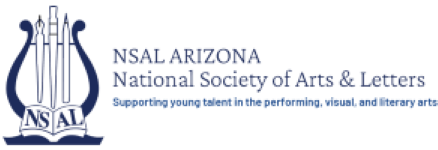 NSAL
NSAL ARIZONA
National Society of Arts & Letters
Supporting young talent in the performing, visual, and literary arts